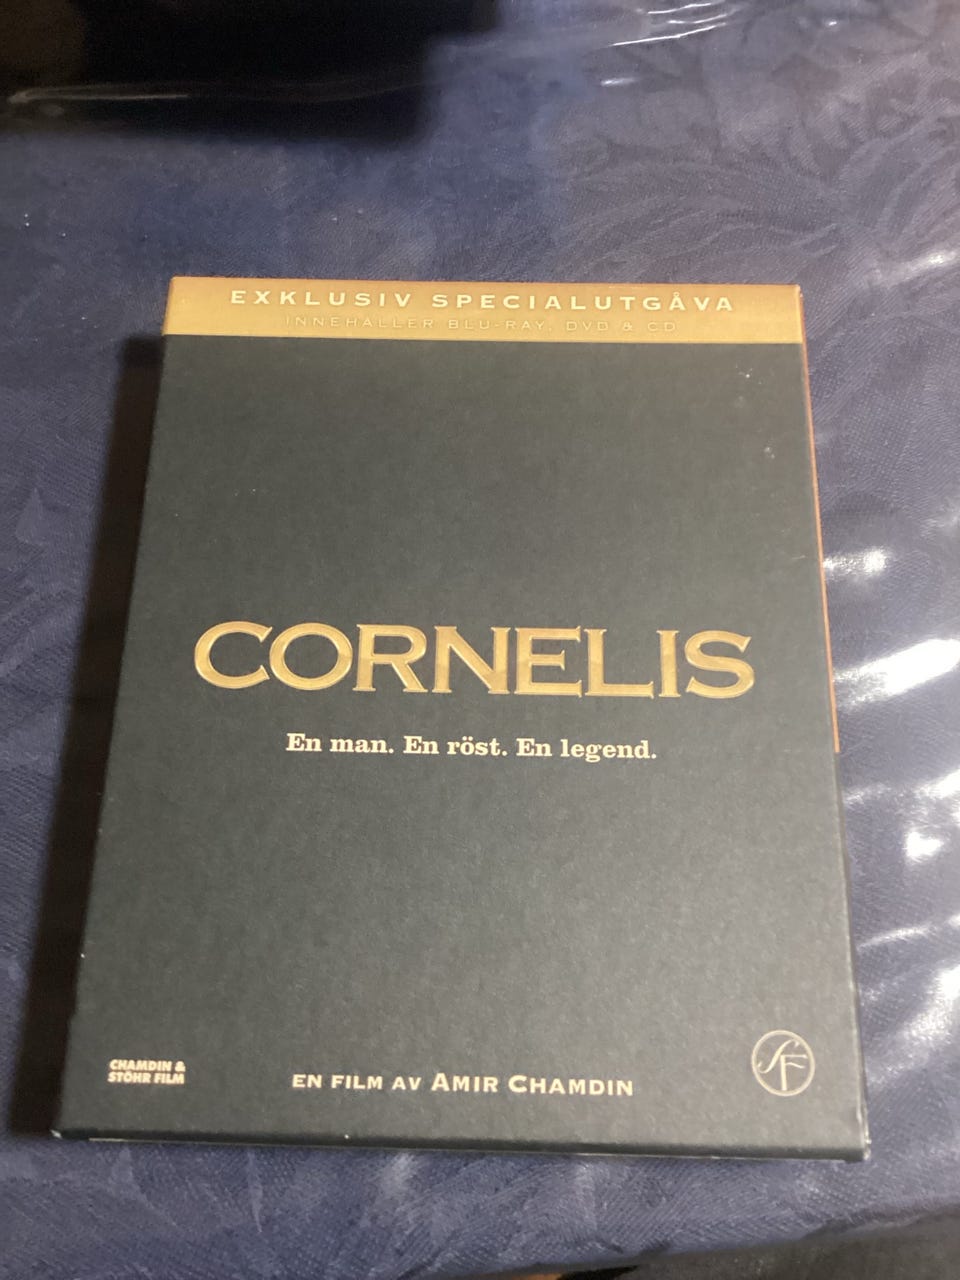 EXKLUSIV SPECIALUTGÅVA
INNEHÅLLER BLU-RAY, DVD & CD
CORNELIS
En man. En röst. En legend.
CHAMDIN &
STÖHR FILM
EN FILM AV AMIR CHAMDIN
SF